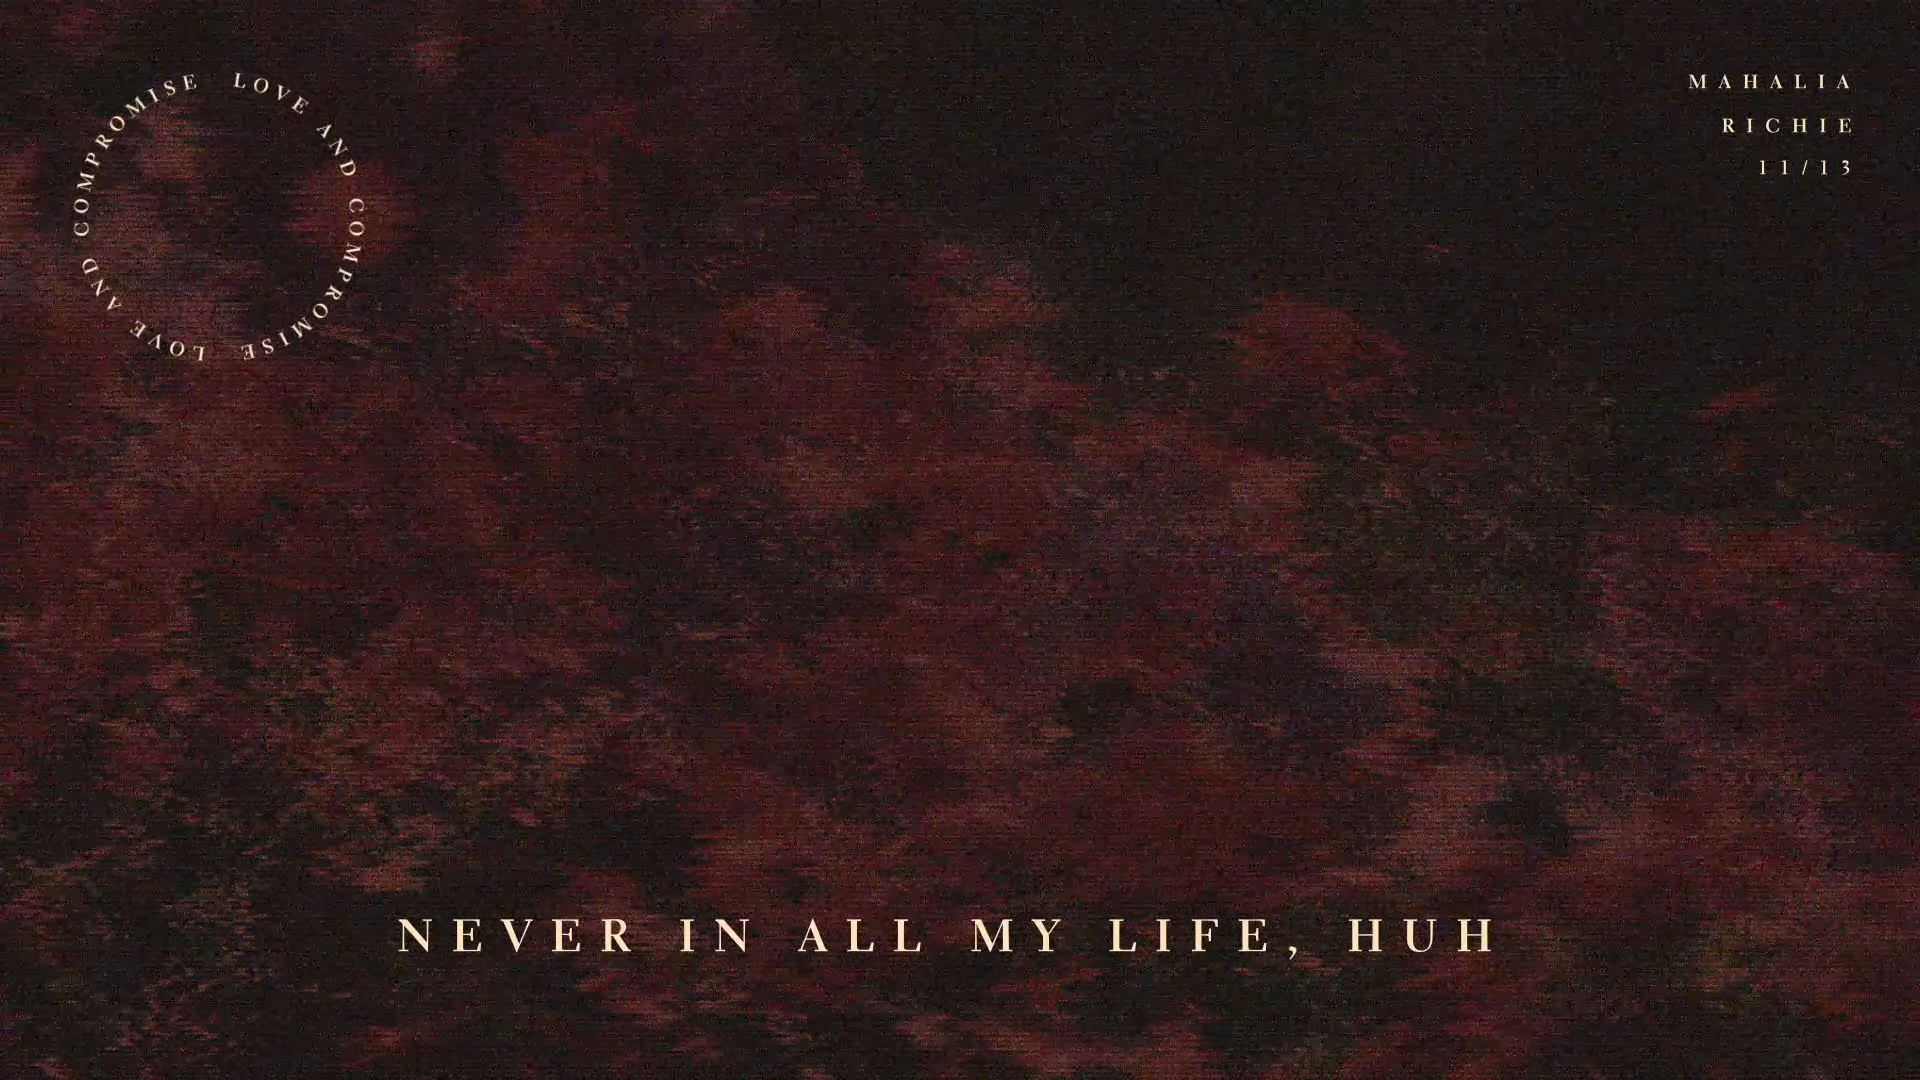 LOVE AND COMPROMISE LOVE AND COMPROMISE
MAHALIA
RICHIE
11/13
NEVER IN ALL MY LIFE, HUH